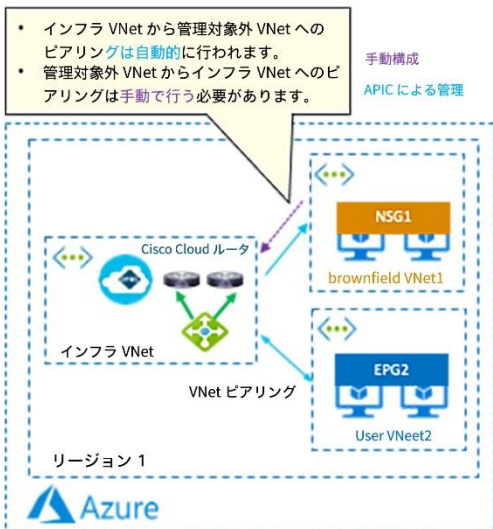 • インフラ VNet から管理対象外 VNet への
ピアリングは自動的に行われます。
• 管理対象外 VNet からインフラ VNet へのピ
アリングは手動で行う必要があります。
手動構成
APIC による管理
NSG1
brownfield VNet1
Cisco Cloud ルータ
インフラ VNet
EPG2
User VNeet2
VNet ピアリング
リージョン 1
Azure